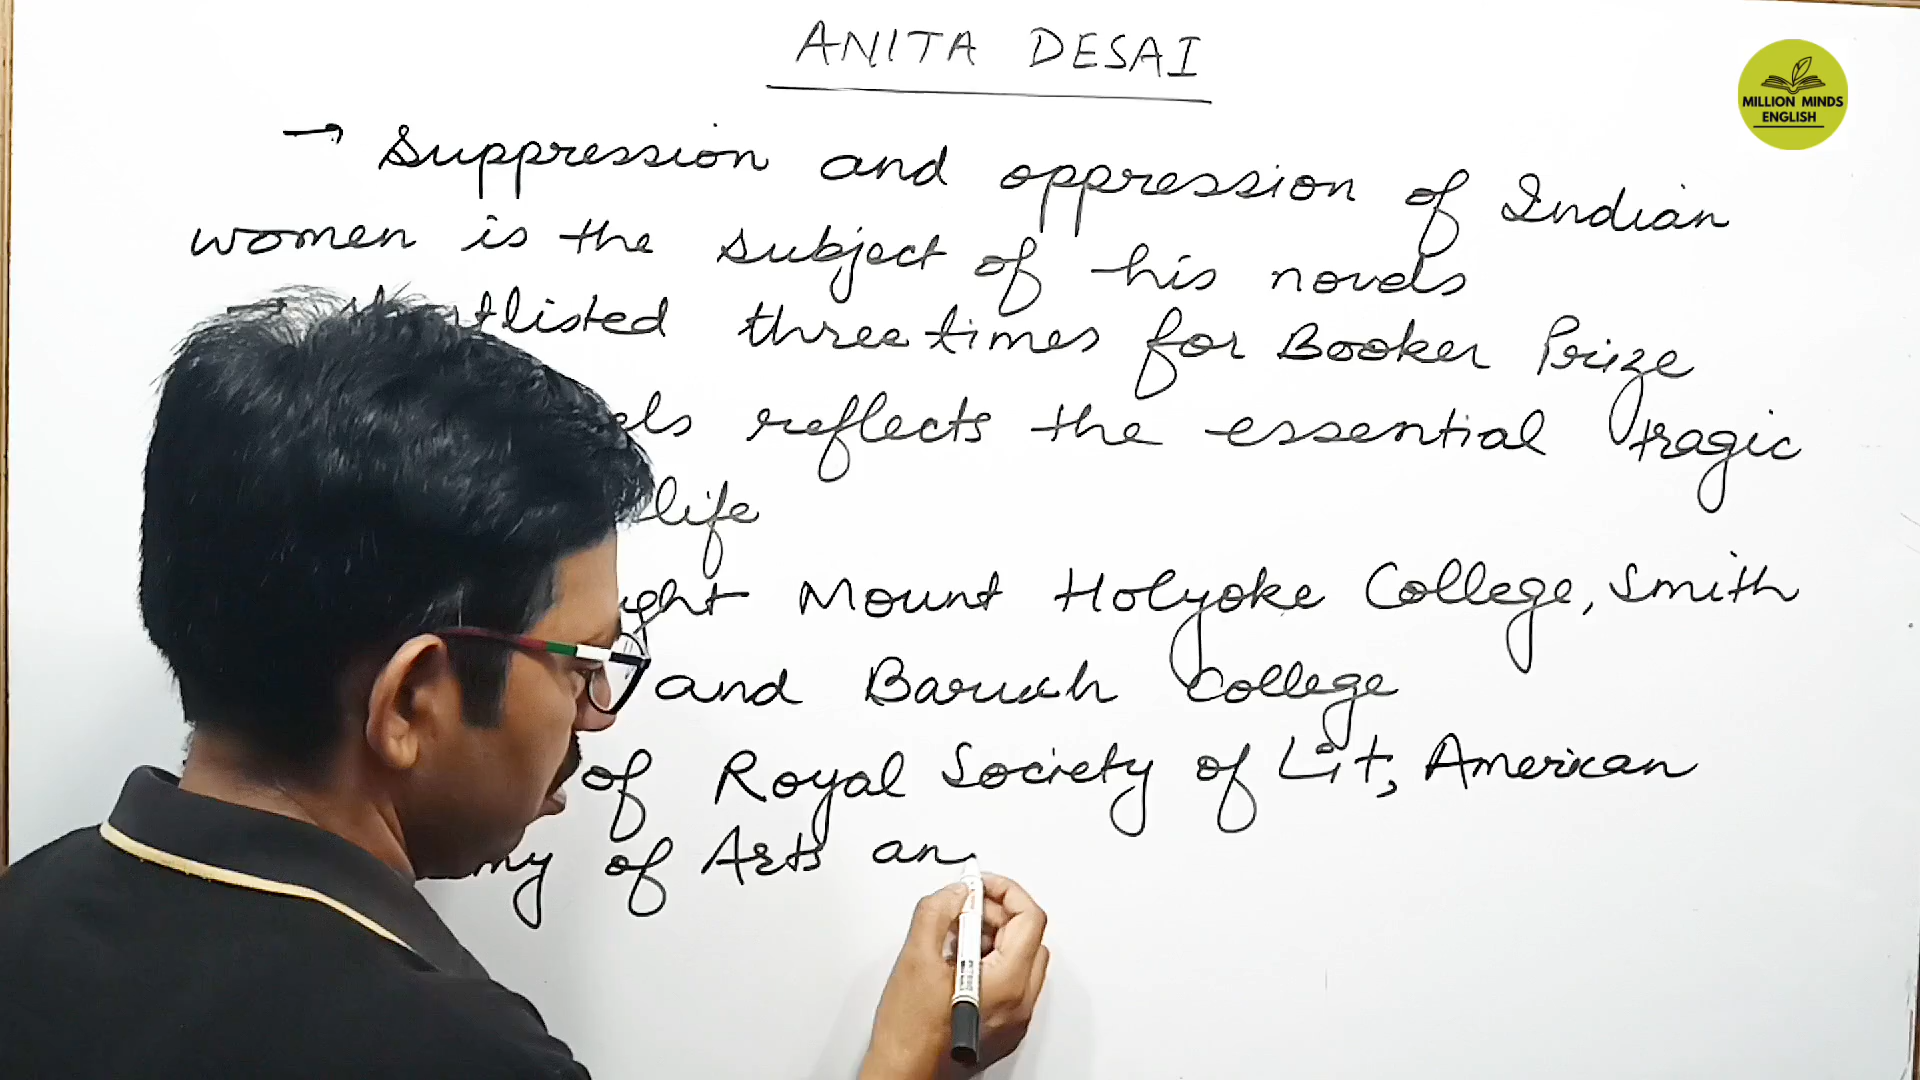 ANITA DESAI
MILLION MINDS
ENGLISH
→ Suppression and oppression of Indian
women is the subject of his novels
three times for Booker Prize
reflects the essential tragic
life
Mount Holyoke College, Smith
and Baruch College
of Royal Society of Lit, American
of Arts an